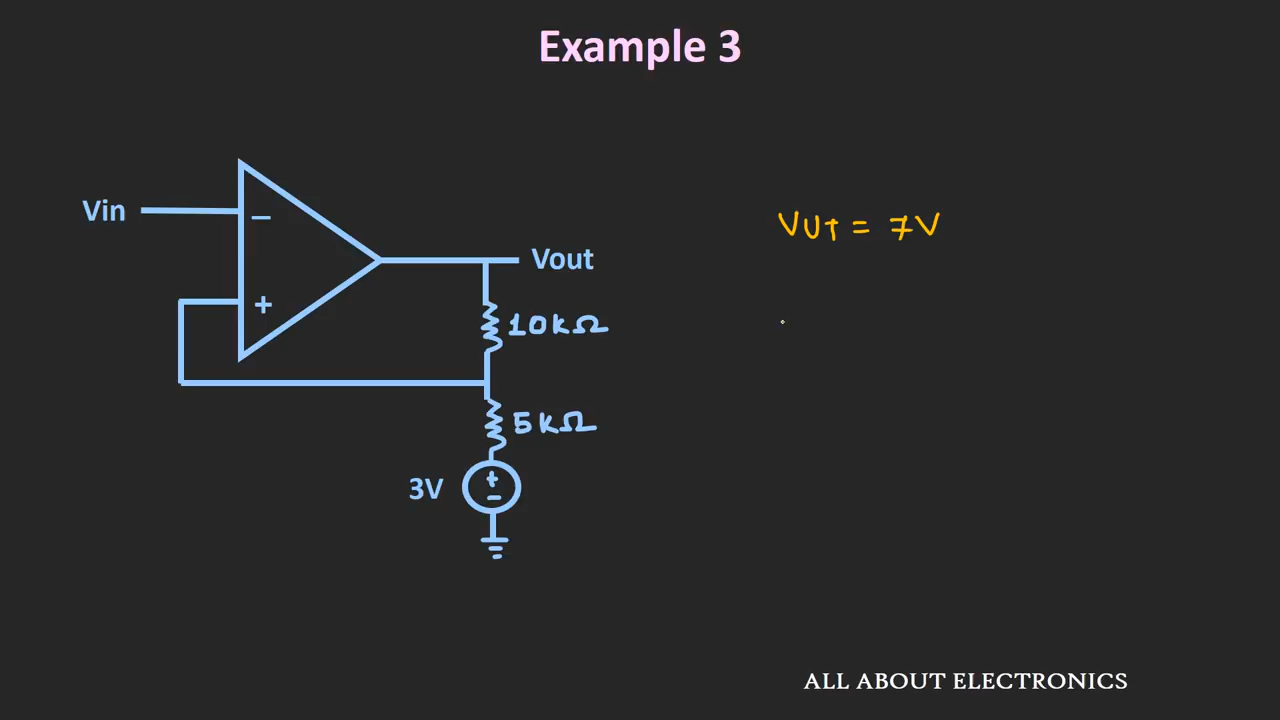 Example 3
Vin
−
+
Vout
VUT = 7V
10kΩ
5kΩ
3V
+
−
ALL ABOUT ELECTRONICS